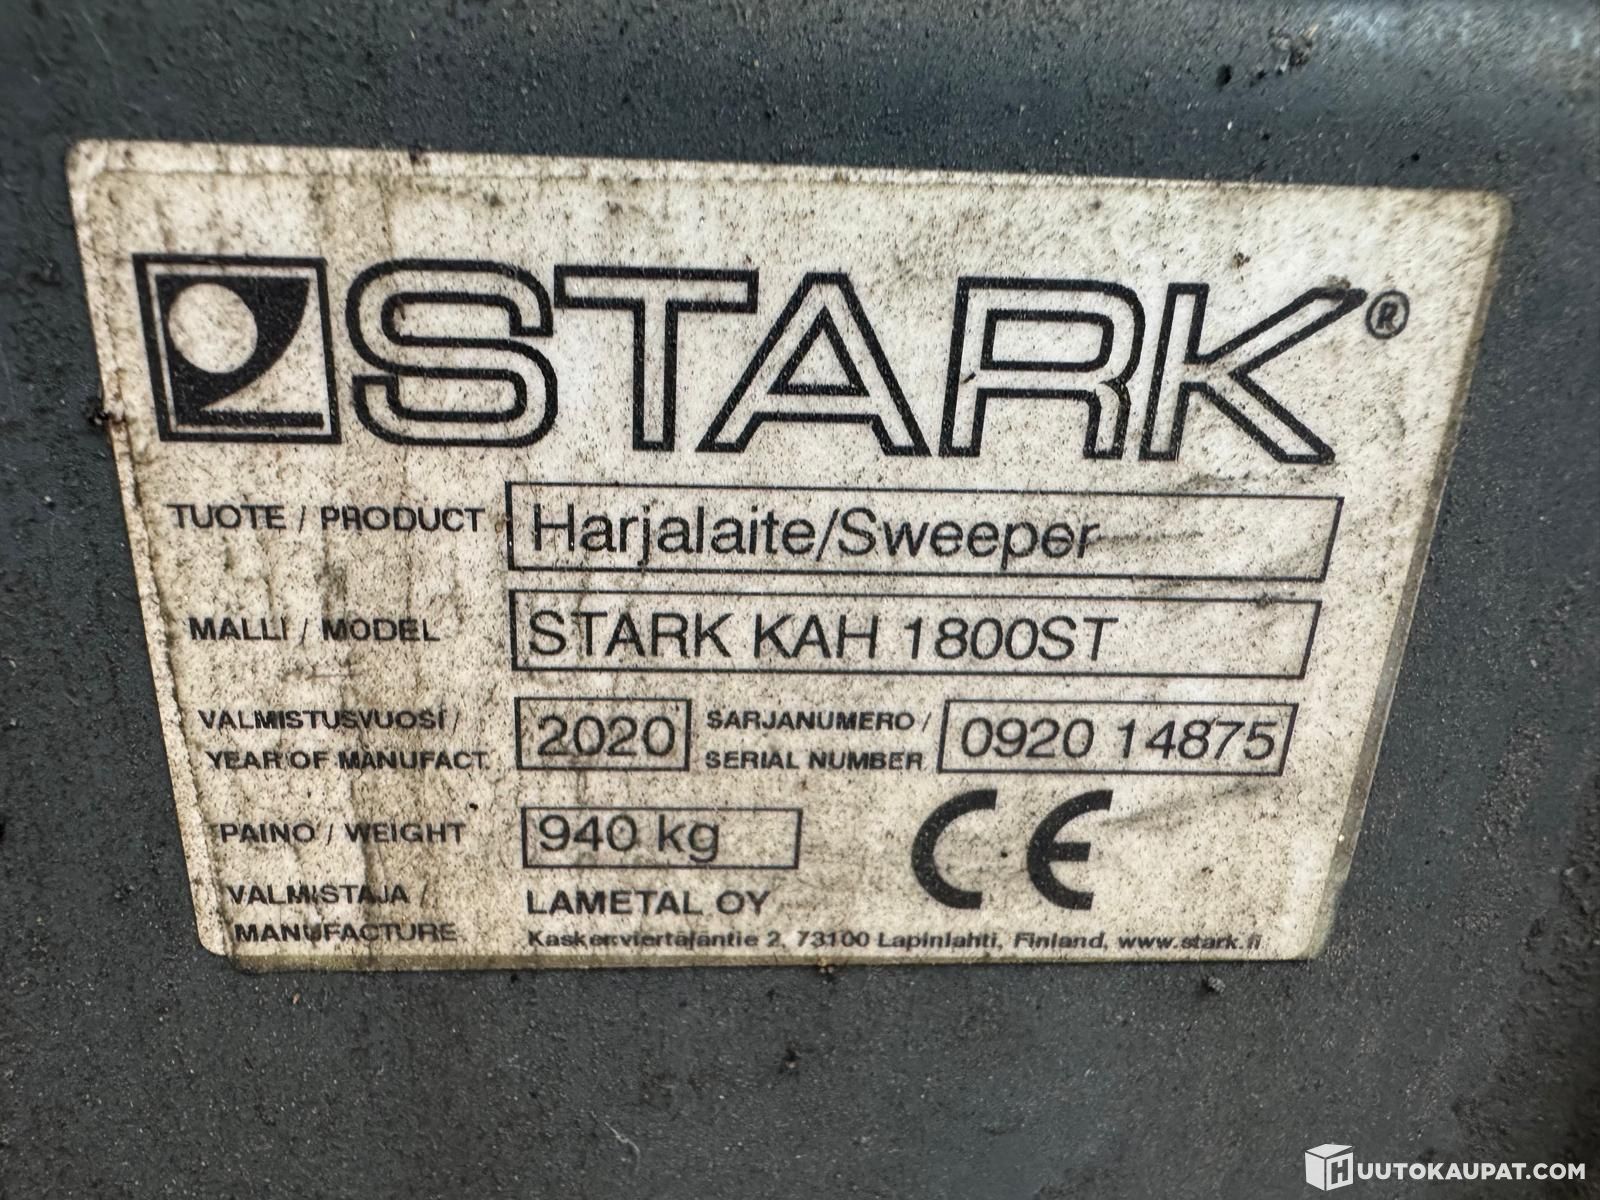 STARK®
TUOTE / PRODUCT Harjalaite/Sweeper
MALLI / MODEL STARK KAH 1800ST
VALMISTUSVUOSI / 2020 SARJANUMERO / 0920 14875
YEAR OF MANUFACT. SERIAL NUMBER
PAINO / WEIGHT 940 kg CE
VALMISTAJA / LAMETAL OY
MANUFACTURE Kaskenviertäjäntie 2, 73100 Lapinlahti, Finland, www.stark.fi
HUUTOKAUPAT.COM